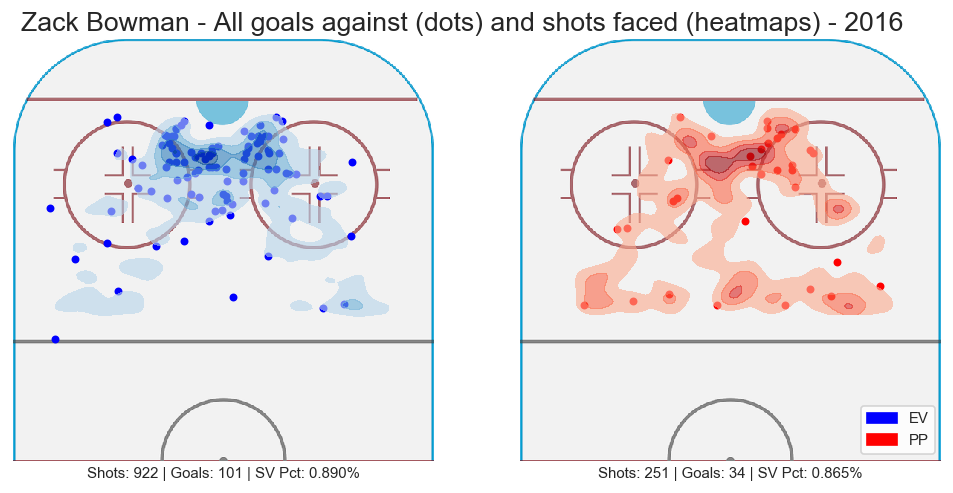 Zack Bowman - All goals against (dots) and shots faced (heatmaps) - 2016
EV
PP
Shots: 922 | Goals: 101 | SV Pct: 0.890%
Shots: 251 | Goals: 34 | SV Pct: 0.865%